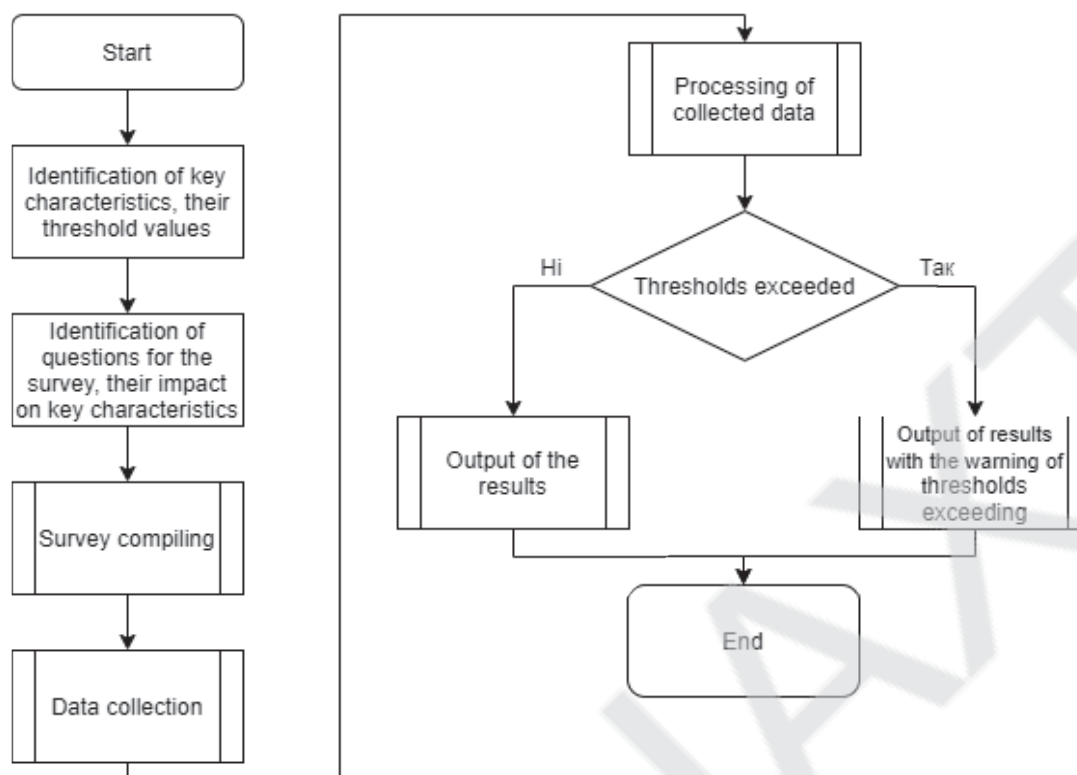 Start
Identification of key
characteristics, their
threshold values
Identification of
questions for the
survey, their impact
on key characteristics
Survey compiling
Data collection
Processing of
collected data
Thresholds exceeded
Ні
Так
Output of the
results
Output of results
with the warning of
thresholds
exceeding
End